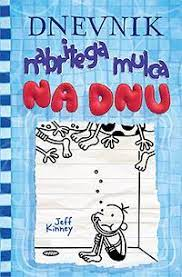 DNEVNIK
nabritega mulca
NA DNU
Jeff
Kinney